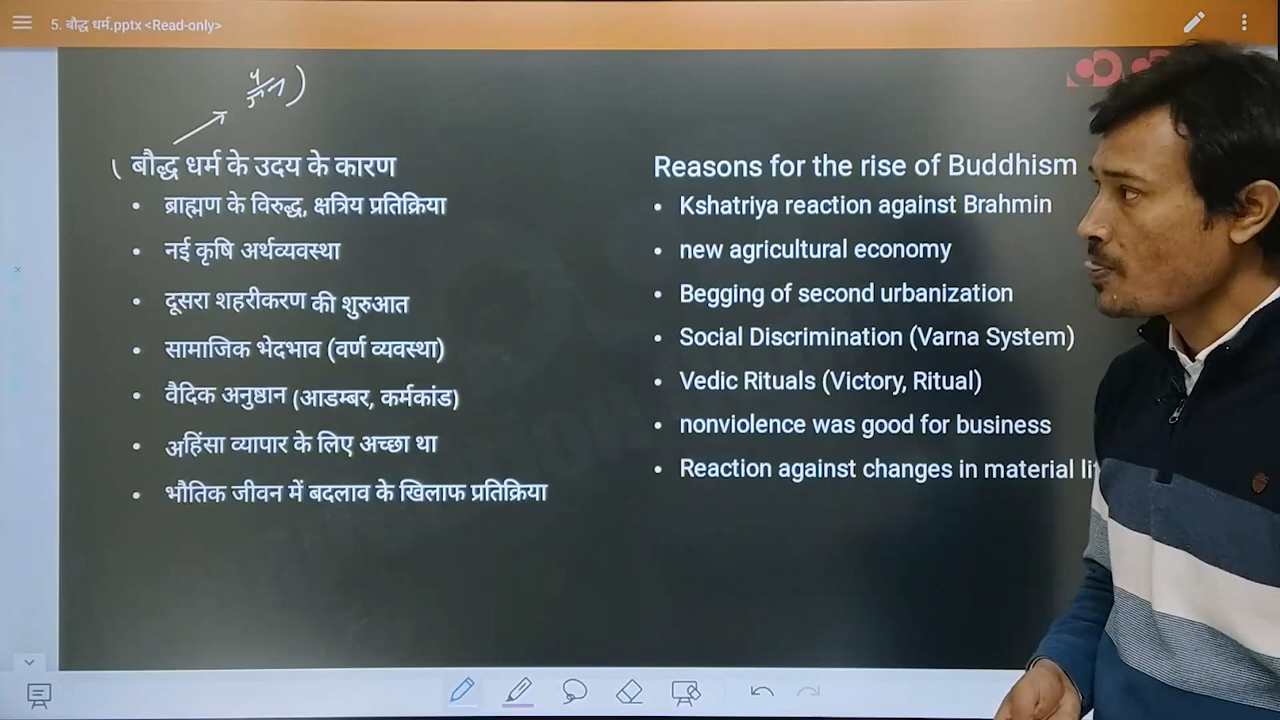 5. बौद्ध धर्म.pptx <Read-only>
बौद्ध धर्म के उदय के कारण
ब्राह्मण के विरुद्ध, क्षत्रिय प्रतिक्रिया
नई कृषि अर्थव्यवस्था
दूसरा शहरीकरण की शुरुआत
सामाजिक भेदभाव (वर्ण व्यवस्था)
वैदिक अनुष्ठान (आडम्बर, कर्मकांड)
अहिंसा व्यापार के लिए अच्छा था
भौतिक जीवन में बदलाव के खिलाफ प्रतिक्रिया
Reasons for the rise of Buddhism
Kshatriya reaction against Brahmin
new agricultural economy
Begging of second urbanization
Social Discrimination (Varna System)
Vedic Rituals (Victory, Ritual)
nonviolence was good for business
Reaction against changes in material